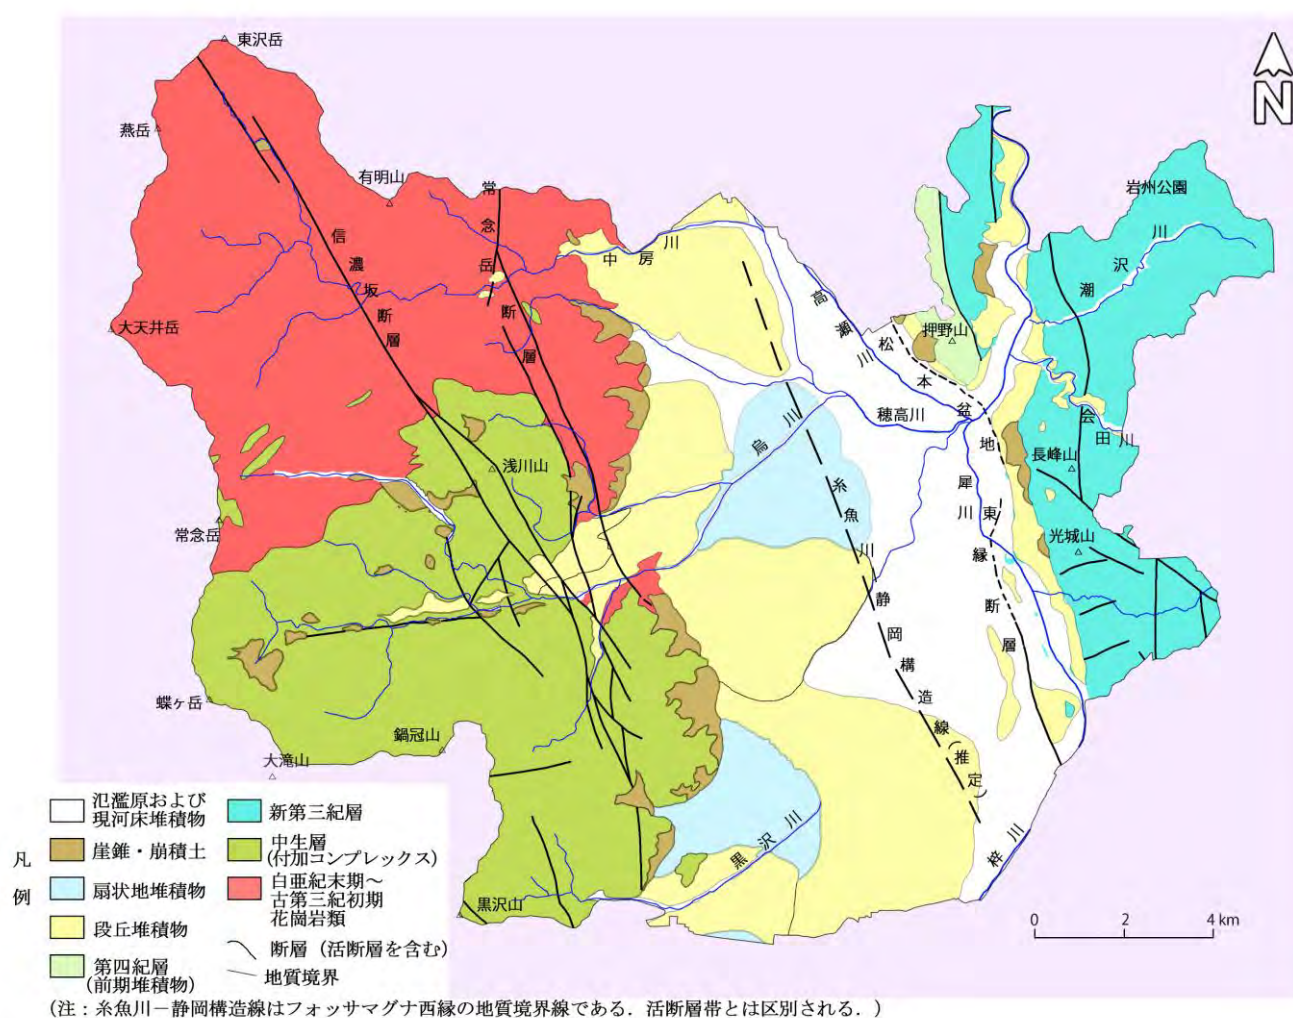 東沢岳
燕岳
有明山
常念岳断層
信濃坂断層
岩州公園
潮沢川
中房川
高瀬川
松本盆地東縁断層
押野山
大天井岳
穂高川
会田川
長峰山
烏川
浅川山
犀川
糸魚川静岡構造線(推定)
常念岳
光城山
蝶ヶ岳
鍋冠山
大滝山
黒沢川
梓川
黒沢山
N
0 2 4 km
凡例
氾濫原および
現河床堆積物
崖錐・崩積土
扇状地堆積物
段丘堆積物
第四紀層
(前期堆積物)
新第三紀層
中生層
(付加コンプレックス)
白亜紀末期~
古第三紀初期
花崗岩類
断層(活断層を含む)
地質境界
(注:糸魚川-静岡構造線はフォッサマグナ西縁の地質境界線である.活断層帯とは区別される.)